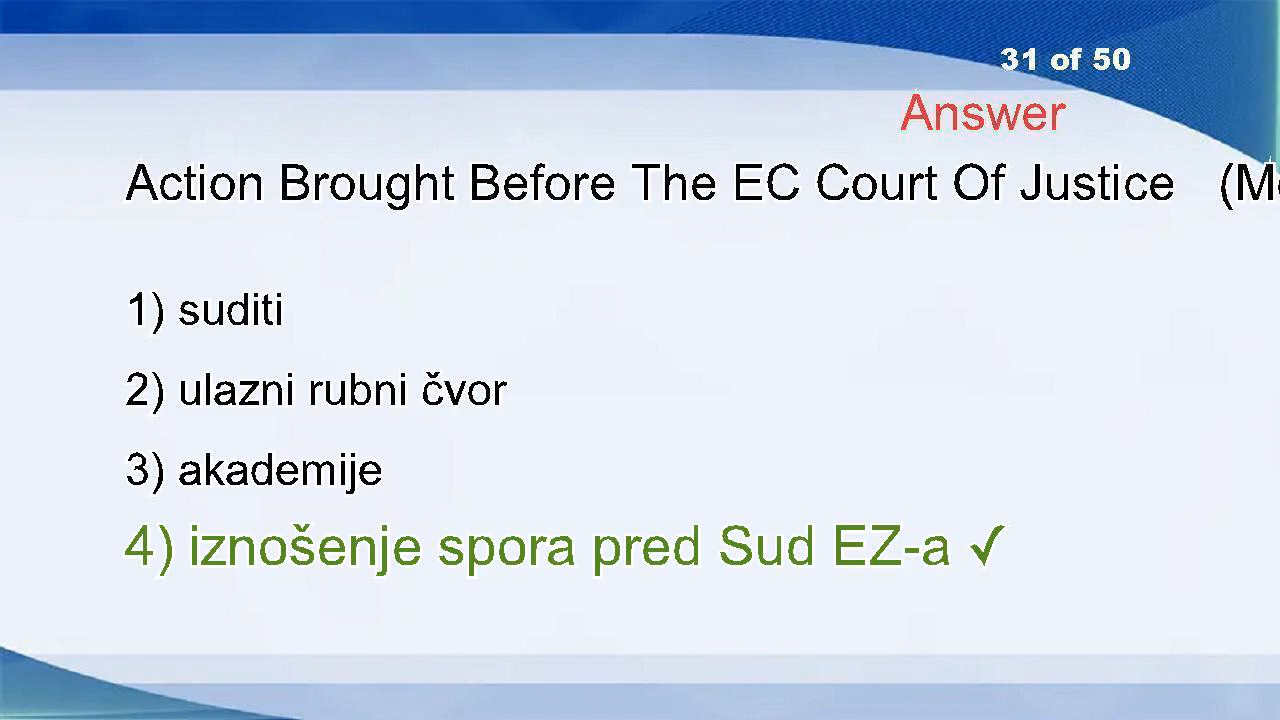 31 of 50
Answer
Action Brought Before The EC Court Of Justice
1) suditi
2) ulazni rubni čvor
3) akademije
4) iznošenje spora pred Sud EZ-a ✓